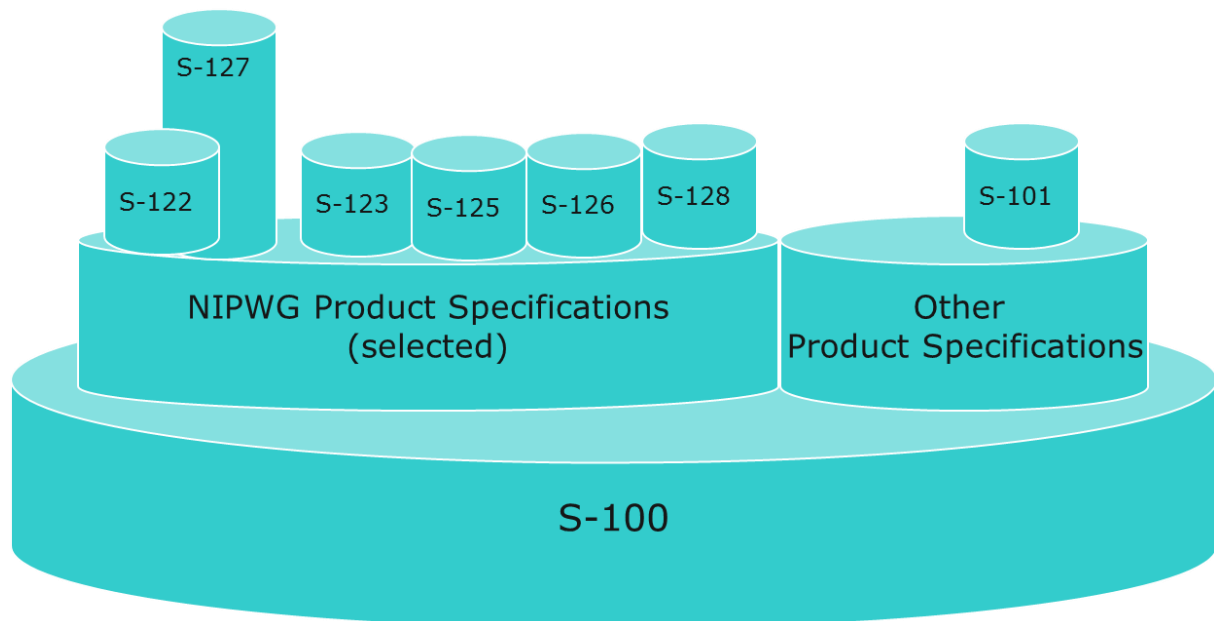 S-127
S-122
S-123
S-125
S-126
S-128
S-101
NIPWG Product Specifications
(selected)
Other
Product Specifications
S-100